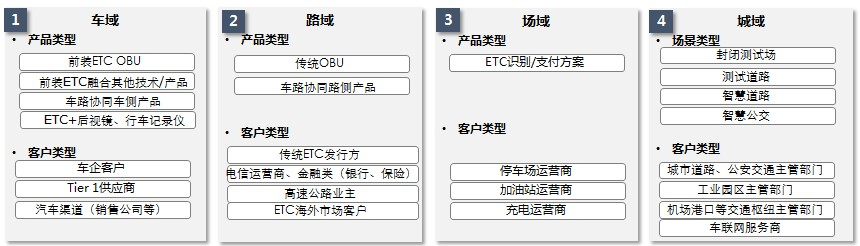 1
车域
• 产品类型
前装ETC OBU
前装ETC融合其他技术/产品
车路协同车侧产品
ETC+后视镜、行车记录仪
• 客户类型
车企客户
Tier 1供应商
汽车渠道（销售公司等）
2
路域
• 产品类型
传统OBU
车路协同路侧产品
• 客户类型
传统ETC发行方
电信运营商、金融类（银行、保险）
高速公路业主
ETC海外市场客户
3
场域
• 产品类型
ETC识别/支付方案
• 客户类型
停车场运营商
加油站运营商
充电运营商
4
城域
• 场景类型
封闭测试场
测试道路
智慧道路
智慧公交
• 客户类型
城市道路、公安交通主管部门
工业园区主管部门
机场港口等交通枢纽主管部门
车联网服务商